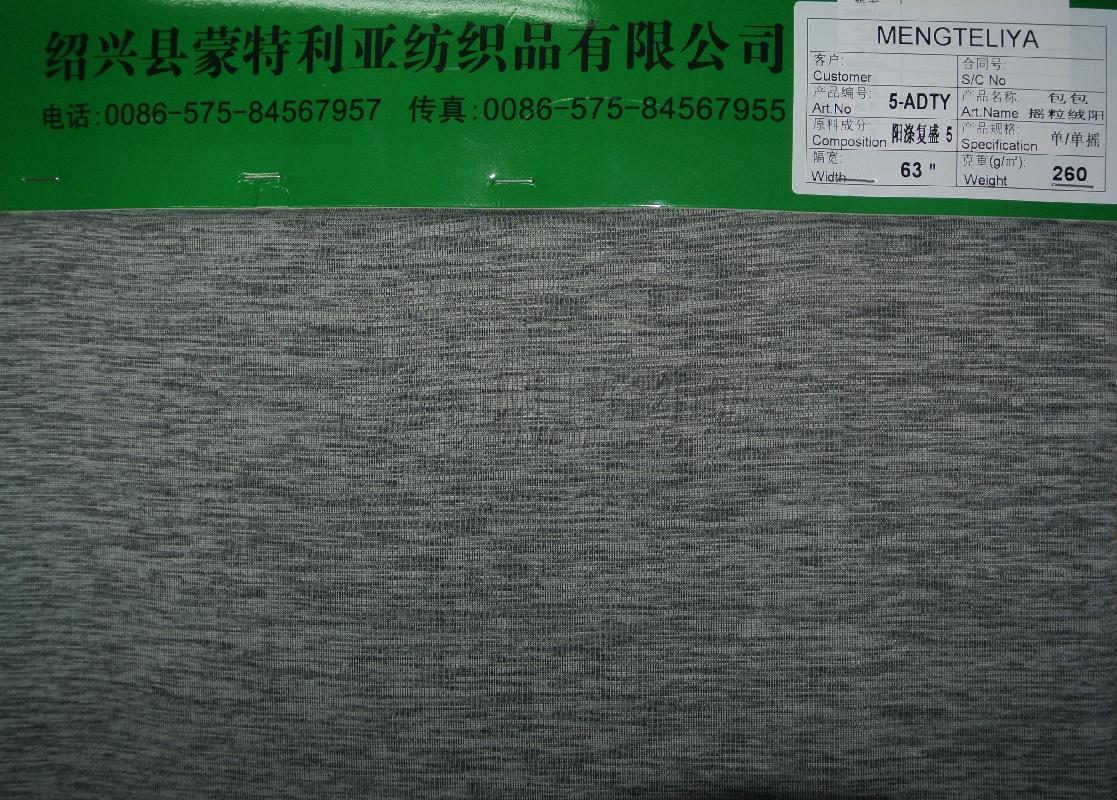 绍兴县蒙特利亚纺织品有限公司
电话:0086-575-84567957 传真:0086-575-84567955
MENGTELIYA
客户:
Customer
合同号:
S/C No
产品编号:
Art.No
5-ADTY
产品名称:
Art.Name
包包
摇粒绒阳
原料成分:
Composition
阳涤复盛 5
产品规格:
Specification
单/单摇
幅宽:
Width
63 "
克重(g/㎡):
Weight
260